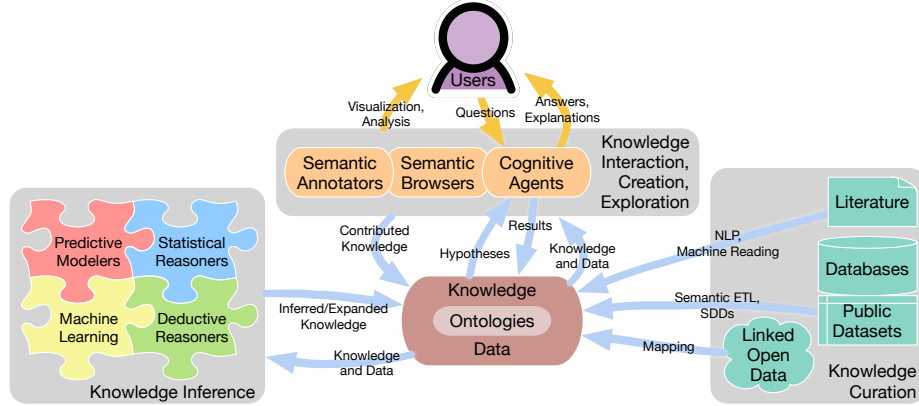 Users
Visualization,
Analysis
Questions
Answers,
Explanations
Semantic
Annotators
Semantic
Browsers
Cognitive
Agents
Knowledge
Interaction,
Creation,
Exploration
Predictive
Modelers
Statistical
Reasoners
Machine
Learning
Deductive
Reasoners
Knowledge Inference
Contributed
Knowledge
Hypotheses
Results
Knowledge
and Data
Inferred/Expanded
Knowledge
Knowledge
and Data
Knowledge
Ontologies
Data
NLP,
Machine Reading
Semantic ETL,
SDDs
Mapping
Literature
Databases
Public
Datasets
Linked
Open
Data
Knowledge
Curation